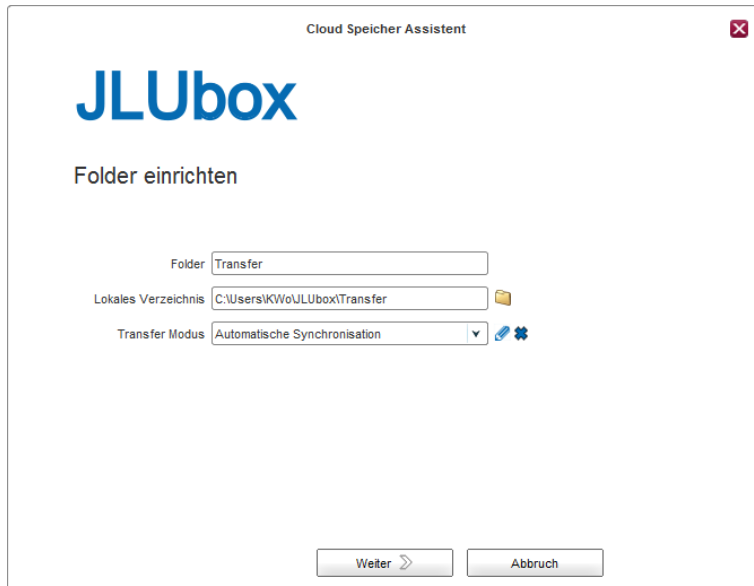 Cloud Speicher Assistent
JLUbox
Folder einrichten
Folder Transfer
Lokales Verzeichnis C:\Users\KWo\JLUbox\Transfer
Transfer Modus Automatische Synchronisation
Weiter Abbruch